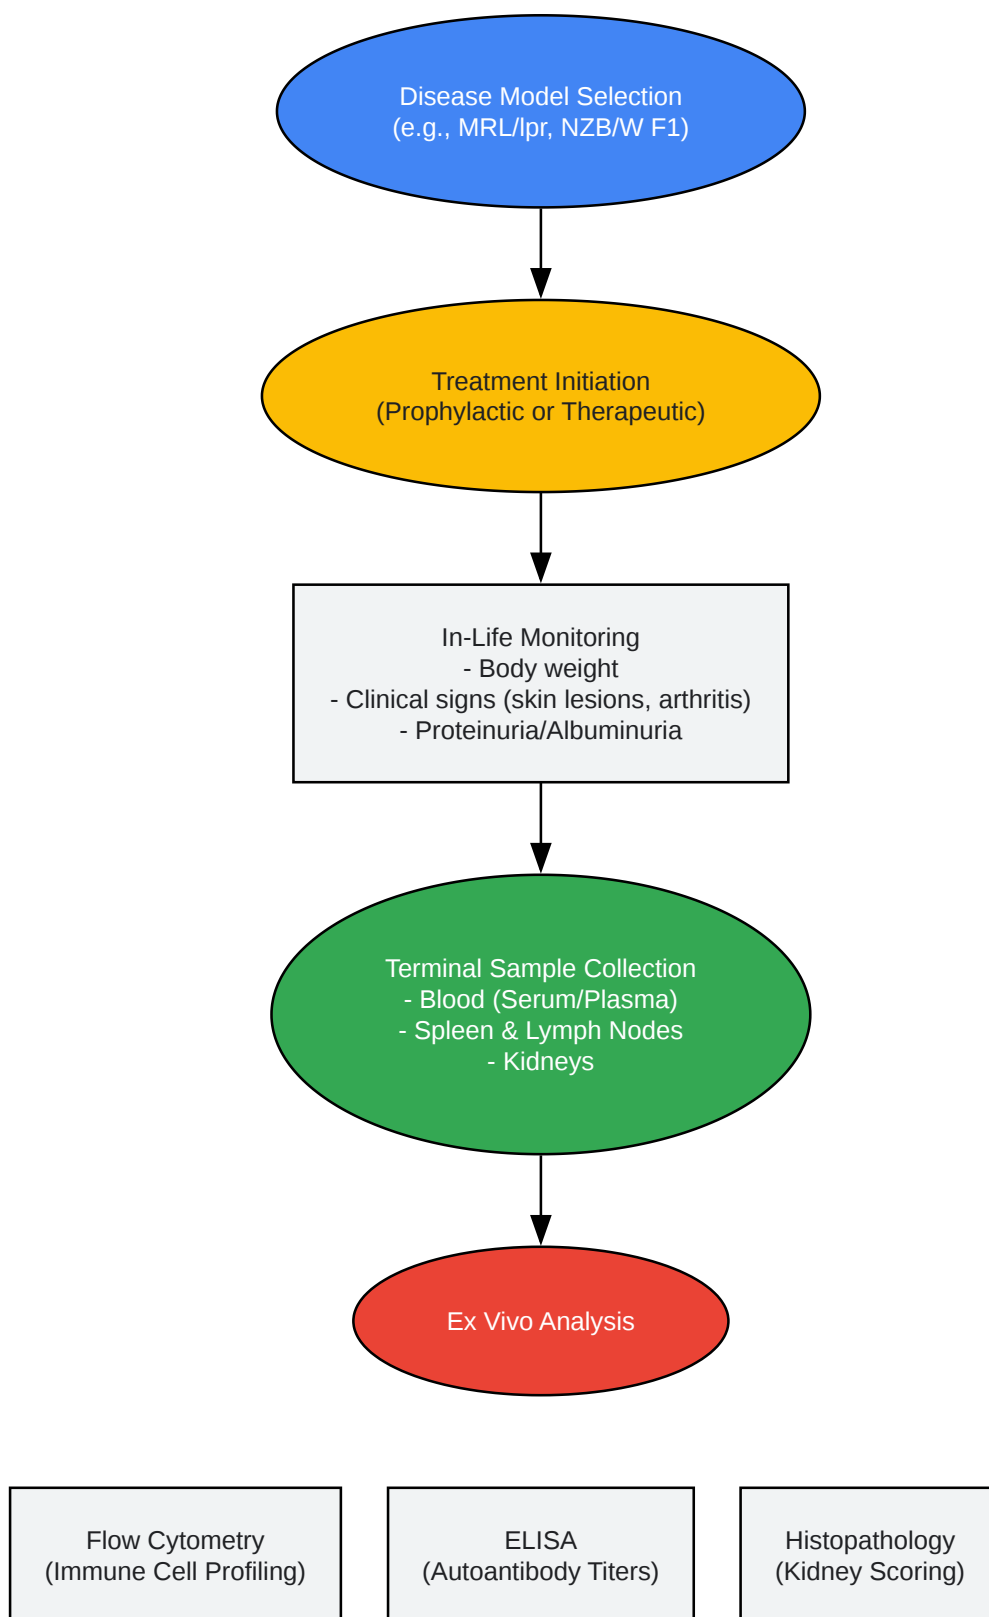 Disease Model Selection
(e.g., MRL/lpr, NZB/W F1)
Treatment Initiation
(Prophylactic or Therapeutic)
In-Life Monitoring
- Body weight
- Clinical signs (skin lesions, arthritis)
- Proteinuria/Albuminuria
Terminal Sample Collection
- Blood (Serum/Plasma)
- Spleen & Lymph Nodes
- Kidneys
Ex Vivo Analysis
Flow Cytometry
(Immune Cell Profiling)
ELISA
(Autoantibody Titers)
Histopathology
(Kidney Scoring)